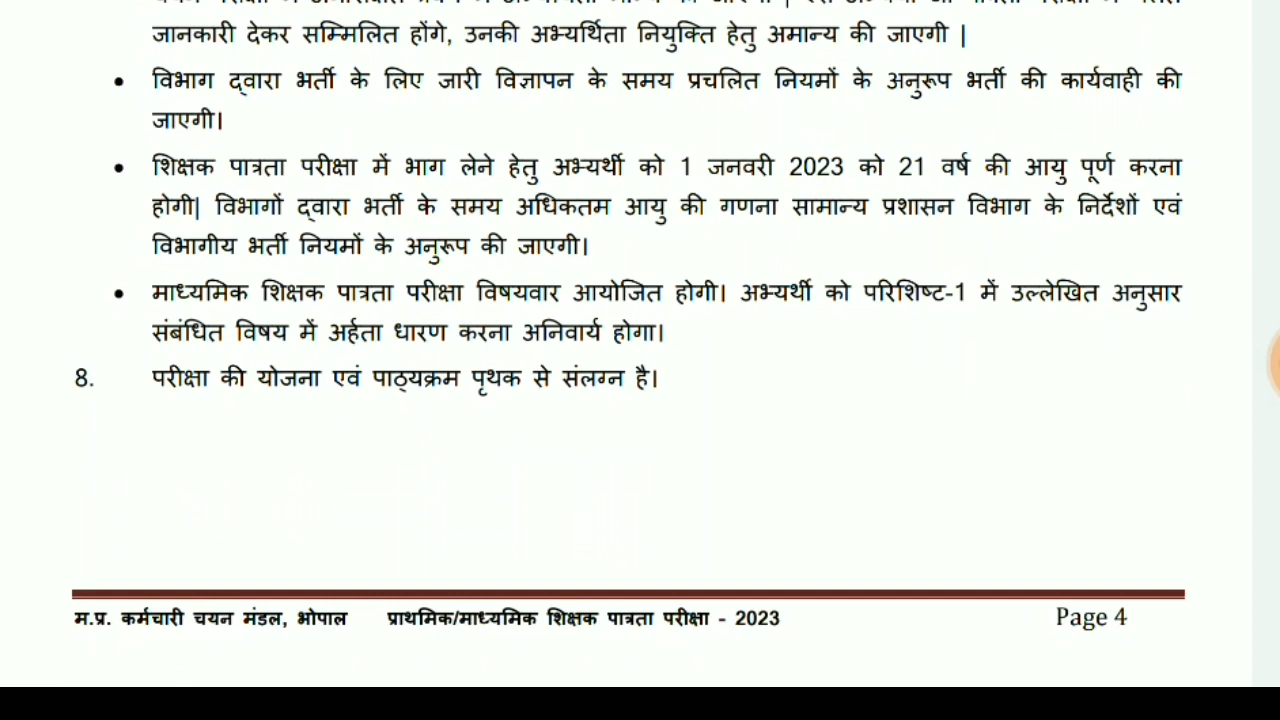 जानकारी देकर सम्मिलित होंगे, उनकी अभ्यर्थिता नियुक्ति हेतु अमान्य की जाएगी |
• विभाग द्वारा भर्ती के लिए जारी विज्ञापन के समय प्रचलित नियमों के अनुरूप भर्ती की कार्यवाही की
जाएगी।
• शिक्षक पात्रता परीक्षा में भाग लेने हेतु अभ्यर्थी को 1 जनवरी 2023 को 21 वर्ष की आयु पूर्ण करना
होगी| विभागों द्वारा भर्ती के समय अधिकतम आयु की गणना सामान्य प्रशासन विभाग के निर्देशों एवं
विभागीय भर्ती नियमों के अनुरूप की जाएगी।
• माध्यमिक शिक्षक पात्रता परीक्षा विषयवार आयोजित होगी। अभ्यर्थी को परिशिष्ट-1 में उल्लेखित अनुसार
संबंधित विषय में अर्हता धारण करना अनिवार्य होगा।
8. परीक्षा की योजना एवं पाठ्यक्रम पृथक से संलग्न है।
म.प्र. कर्मचारी चयन मंडल, भोपाल प्राथमिक/माध्यमिक शिक्षक पात्रता परीक्षा - 2023 Page 4